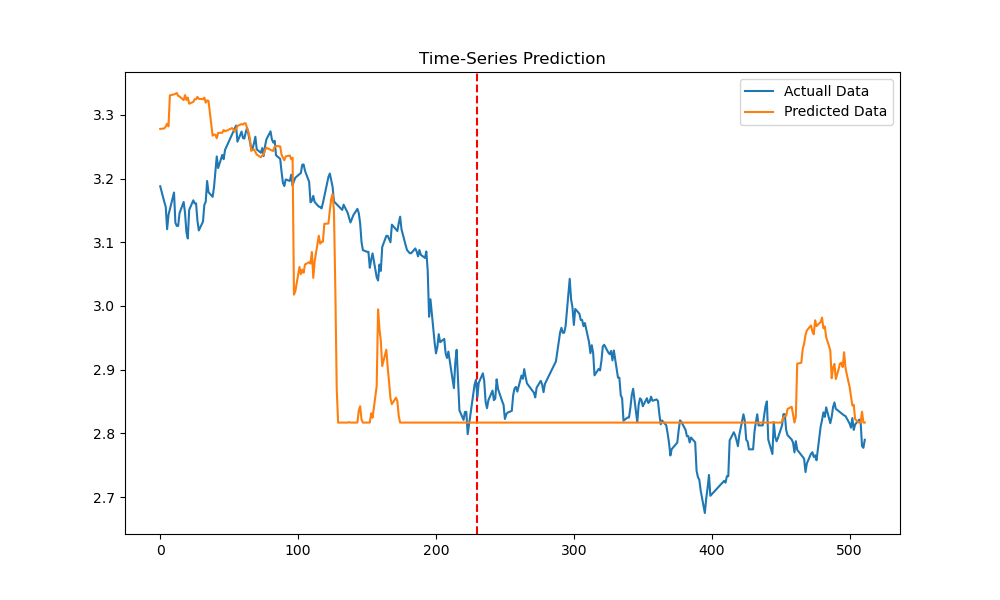 Time-Series Prediction
Actuall Data
Predicted Data
3.3
3.2
3.1
3.0
2.9
2.8
2.7
0 100 200 300 400 500